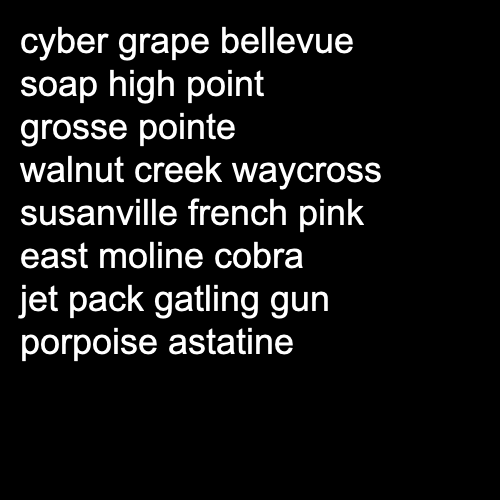 cyber grape bellevue
soap high point
grosse pointe
walnut creek waycross
susanville french pink
east moline cobra
jet pack gatling gun
porpoise astatine